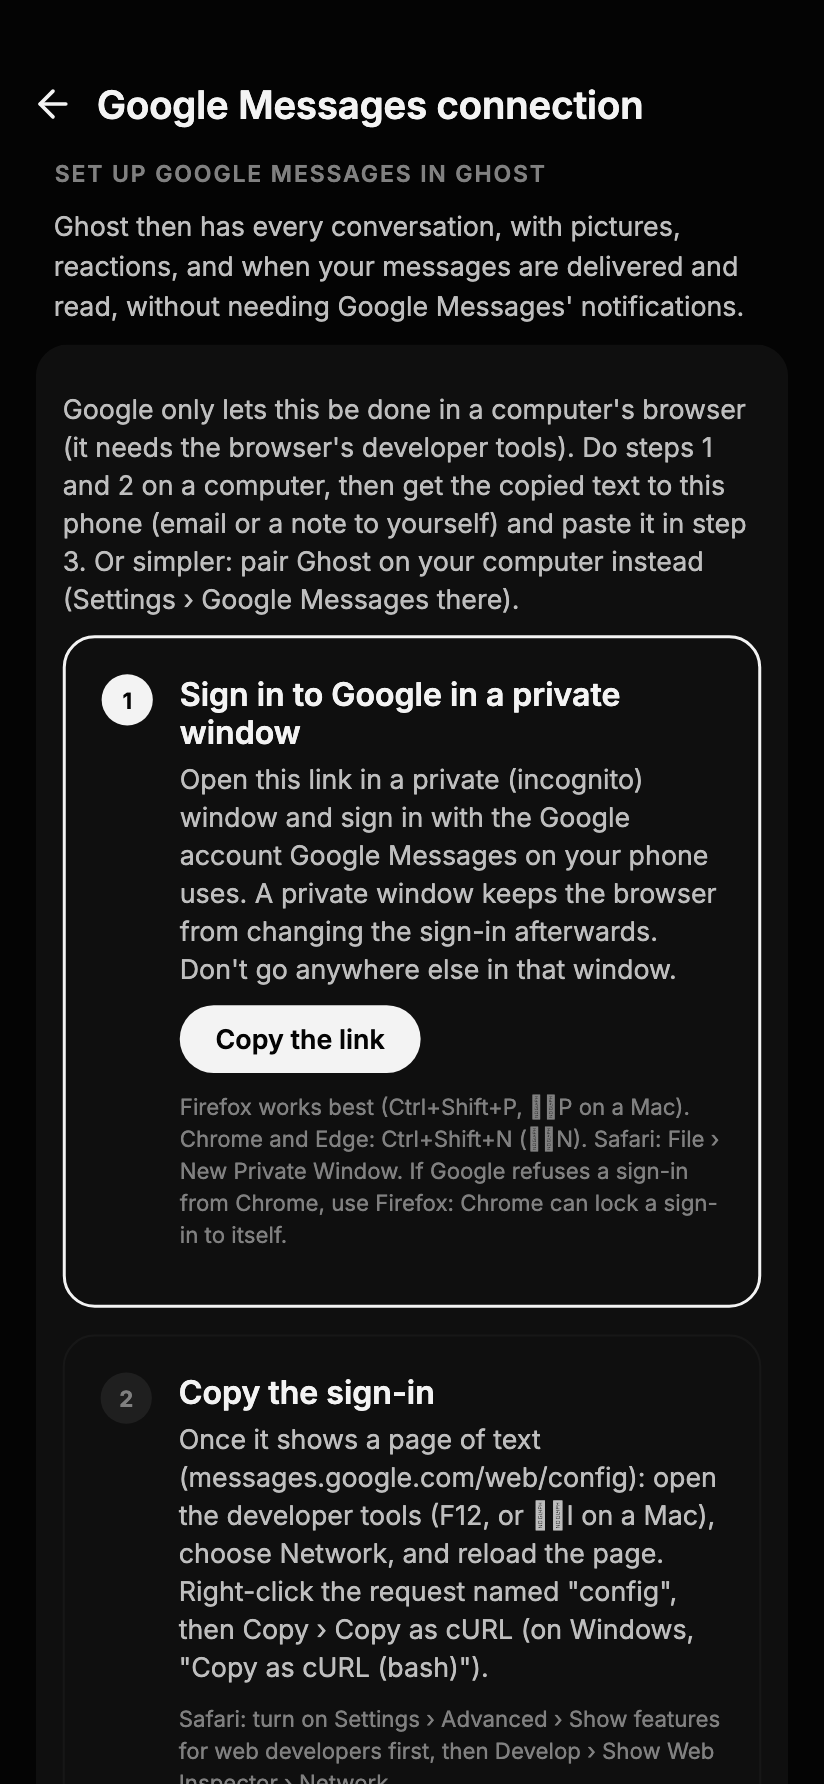 Google Messages connection
SET UP GOOGLE MESSAGES IN GHOST
Ghost then has every conversation, with pictures,
reactions, and when your messages are delivered and
read, without needing Google Messages' notifications.
Google only lets this be done in a computer's browser
(it needs the browser's developer tools). Do steps 1
and 2 on a computer, then get the copied text to this
phone (email or a note to yourself) and paste it in step
3. Or simpler: pair Ghost on your computer instead
(Settings › Google Messages there).
1
Sign in to Google in a private
window
Open this link in a private (incognito)
window and sign in with the Google
account Google Messages on your phone
uses. A private window keeps the browser
from changing the sign-in afterwards.
Don't go anywhere else in that window.
Copy the link
Firefox works best (Ctrl+Shift+P, P on a Mac).
Chrome and Edge: Ctrl+Shift+N (N). Safari: File ›
New Private Window. If Google refuses a sign-in
from Chrome, use Firefox: Chrome can lock a sign-
in to itself.
2
Copy the sign-in
Once it shows a page of text
(messages.google.com/web/config): open
the developer tools (F12, or I on a Mac),
choose Network, and reload the page.
Right-click the request named "config",
then Copy › Copy as cURL (on Windows,
"Copy as cURL (bash)").
Safari: turn on Settings › Advanced › Show features
for web developers first, then Develop › Show Web
Inspector › Network